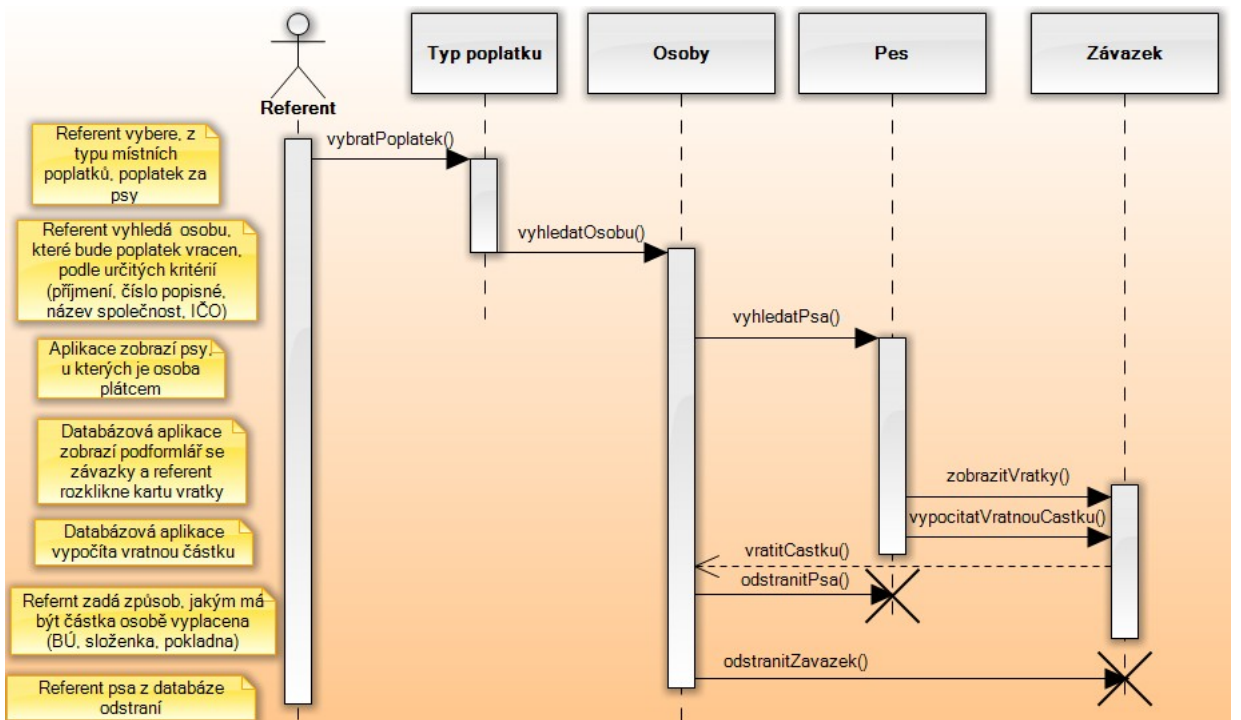 Typ poplatku
Osoby
Pes
Závazek
Referent
Referent vybere, z
typu místních
poplatků, poplatek za
psy
vybratPoplatek()
Referent vyhledá osobu,
které bude poplatek vracen,
podle určitých kritérií
(příjmení, číslo popisné,
název společnost, IČO)
vyhledatOsobu()
vyhledatPsa()
Aplikace zobrazí psy,
u kterých je osoba
plátcem
Databázová aplikace
zobrazí podformlář se
závazky a referent
rozklikne kartu vratky
zobrazitVratky()
vypocitatVratnouCastku()
Databázová aplikace
vypočíta vratnou částku
vratitCastku()
odstranitPsa()
Refernt zadá způsob, jakým má
být částka osobě vyplacena
(BÚ, složenka, pokladna)
odstranitZavazek()
Referent psa z databáze
odstraní